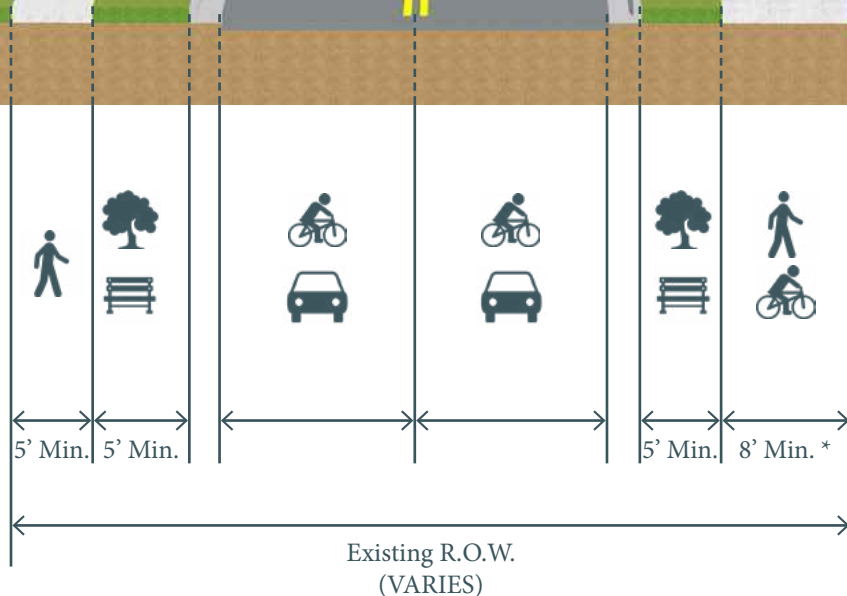 5’ Min. 5’ Min. 5’ Min. 8’ Min. *
Existing R.O.W.
(VARIES)